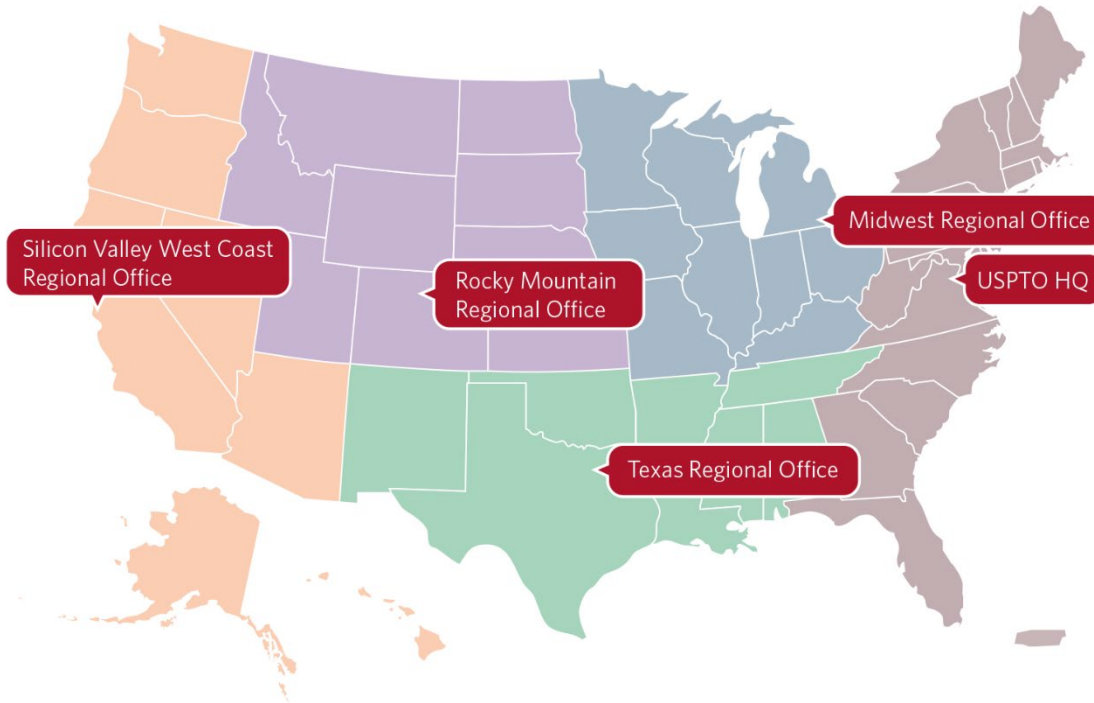 Midwest Regional Office
Silicon Valley West Coast
Regional Office
Rocky Mountain
Regional Office
USPTO HQ
Texas Regional Office